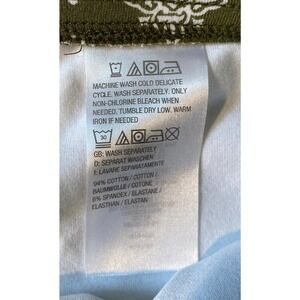 MACHINE WASH COLD DELICATE
CYCLE. WASH SEPARATELY. ONLY
NON-CHLORINE BLEACH WHEN
NEEDED. TUMBLE DRY LOW. WARM
IRON IF NEEDED
30
GB: WASH SEPARATELY
D: SEPARAT WASCHEN
I: LAVARE SEPARATAMENTE
94% COTTON / COTTON /
BAUMWOLLE / COTONE
6% SPANDEX / ELASTANE /
ELASTHAN / ELASTAN